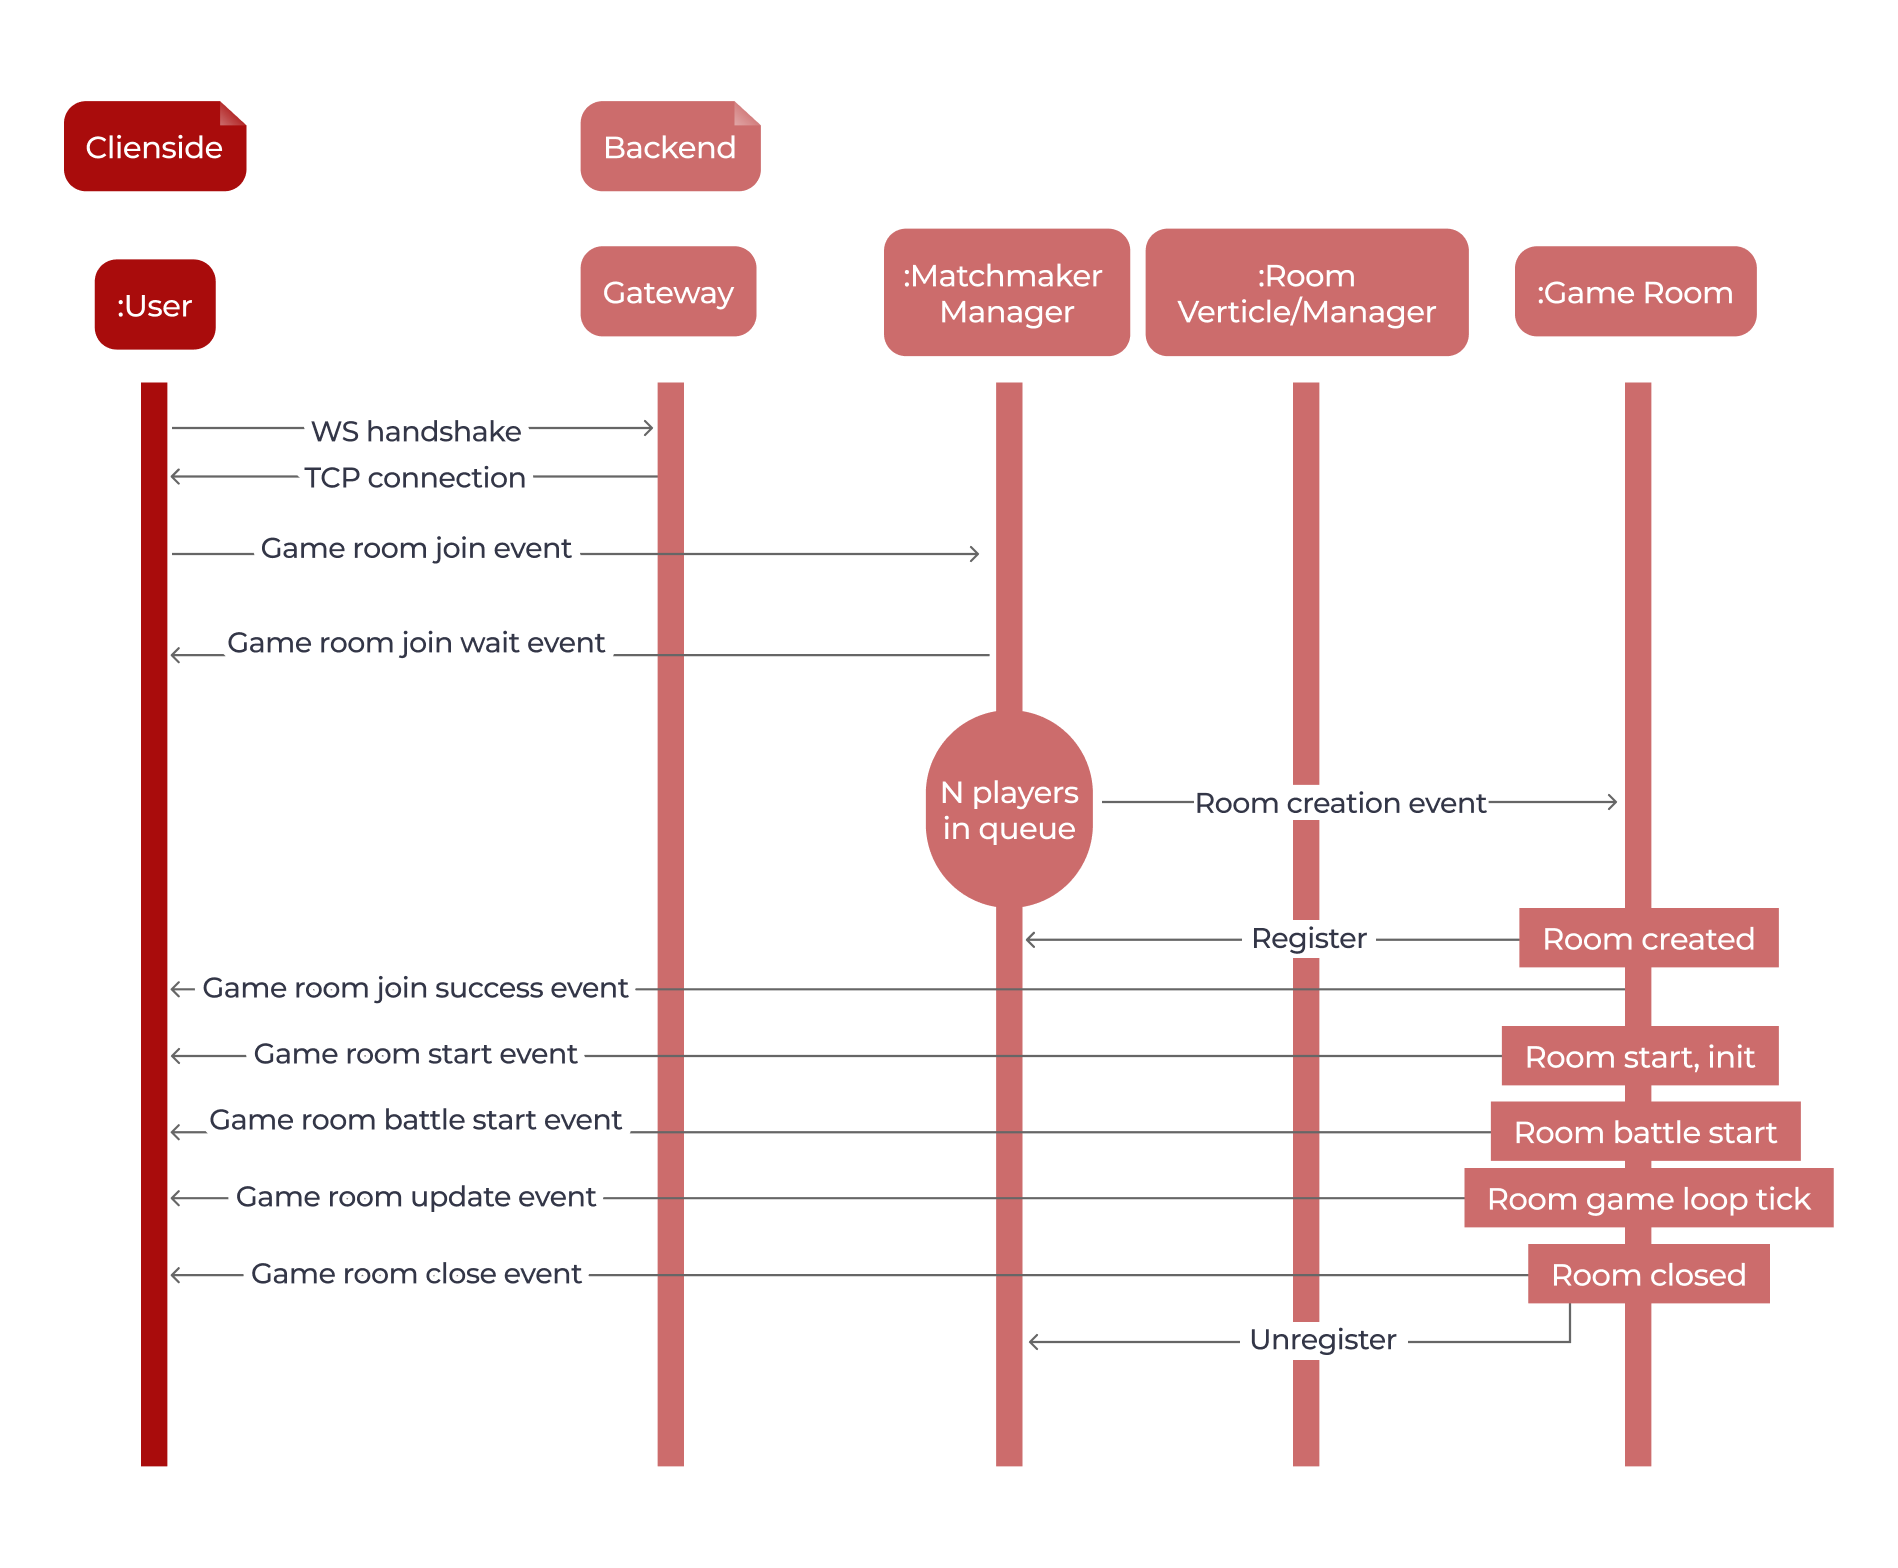 Clienside
Backend
:User
Gateway
:Matchmaker
Manager
:Room
Verticle/Manager
:Game Room
WS handshake
TCP connection
Game room join event
Game room join wait event
N players
in queue
Room creation event
Register
Room created
Game room join success event
Game room start event
Room start, init
Game room battle start event
Room battle start
Game room update event
Room game loop tick
Game room close event
Room closed
Unregister